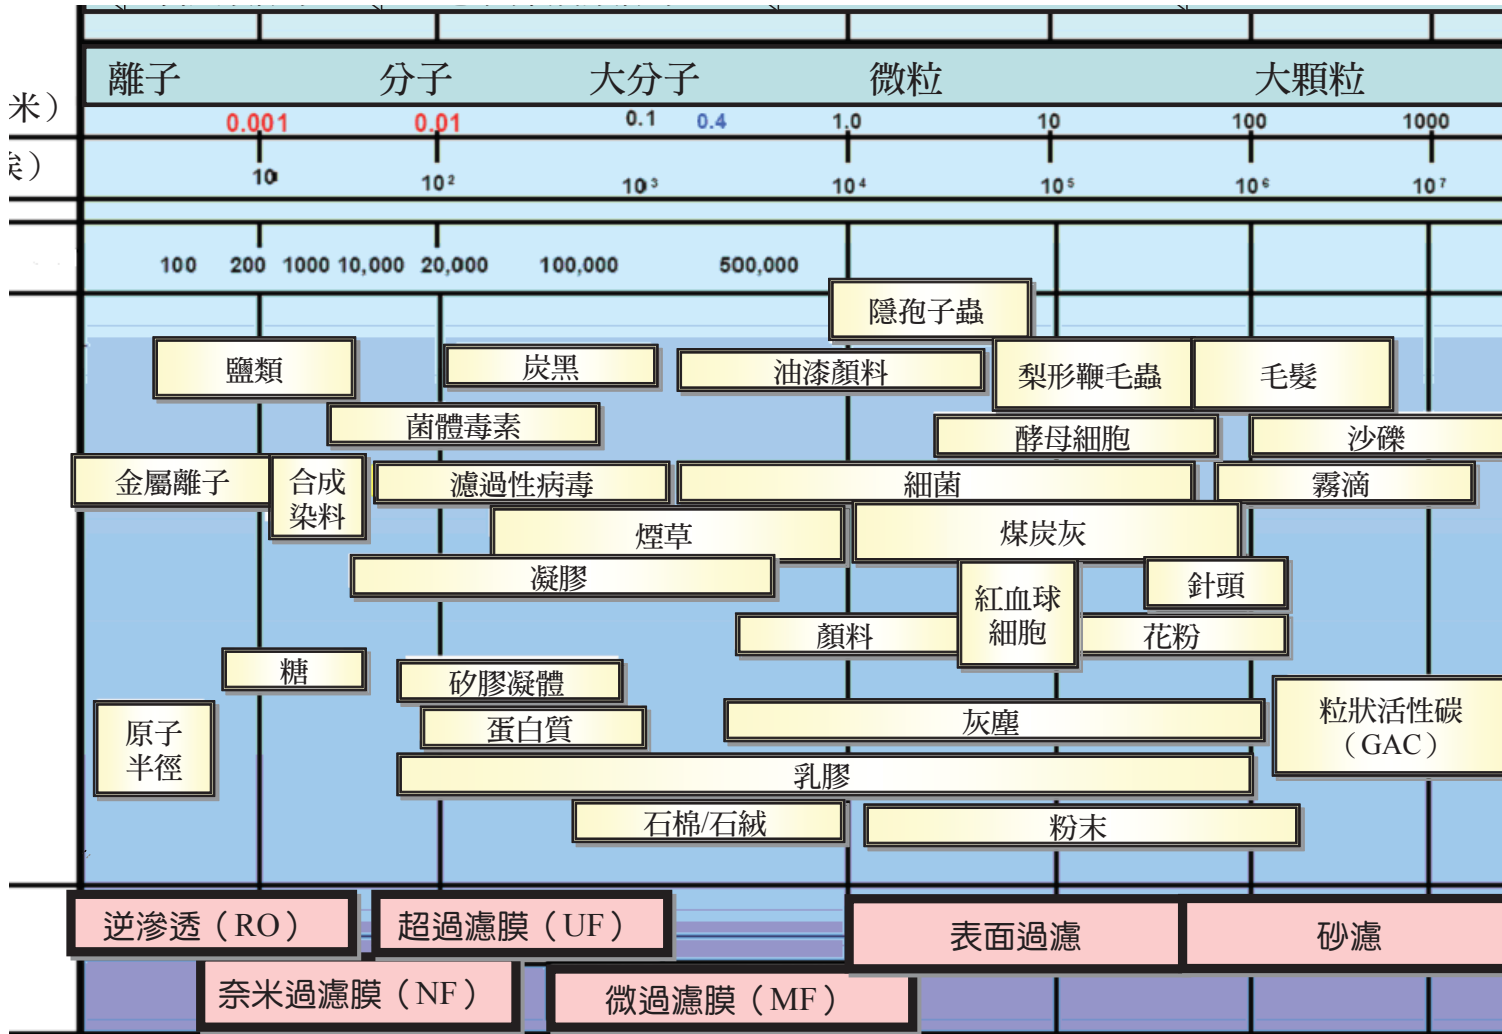 離子 分子 大分子 微粒 大顆粒
米）
0.001 0.01 0.1 0.4 1.0 10 100 1000
埃）
10 10² 10³ 10⁴ 10⁵ 10⁶ 10⁷
100 200 1000 10,000 20,000 100,000 500,000
隱孢子蟲
鹽類 炭黑 油漆顏料 梨形鞭毛蟲 毛髮
菌體毒素 酵母細胞 沙礫
金屬離子 合成
染料 濾過性病毒 細菌 霧滴
煙草 煤炭灰
凝膠 紅血球
細胞 針頭
顏料 花粉
糖 矽膠凝體
原子
半徑 蛋白質 灰塵 粒狀活性碳
（GAC）
乳膠
石棉/石絨 粉末
逆滲透（RO） 超過濾膜（UF） 表面過濾 砂濾
奈米過濾膜（NF） 微過濾膜（MF）